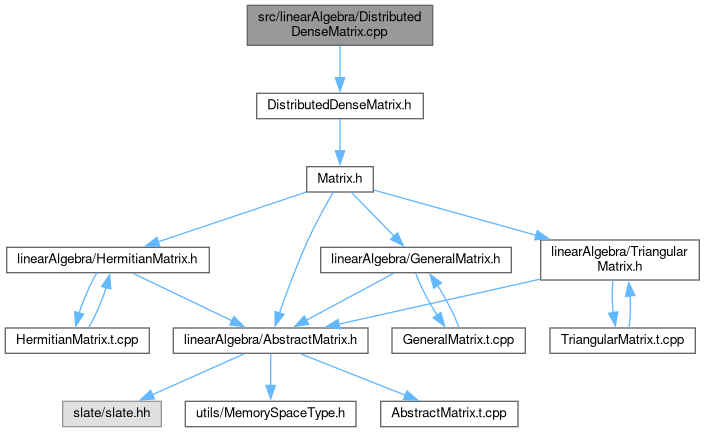 src/linearAlgebra/Distributed
DenseMatrix.cpp
DistributedDenseMatrix.h
Matrix.h
linearAlgebra/HermitianMatrix.h
linearAlgebra/GeneralMatrix.h
linearAlgebra/Triangular
Matrix.h
HermitianMatrix.t.cpp
linearAlgebra/AbstractMatrix.h
GeneralMatrix.t.cpp
TriangularMatrix.t.cpp
slate/slate.hh
utils/MemorySpaceType.h
AbstractMatrix.t.cpp